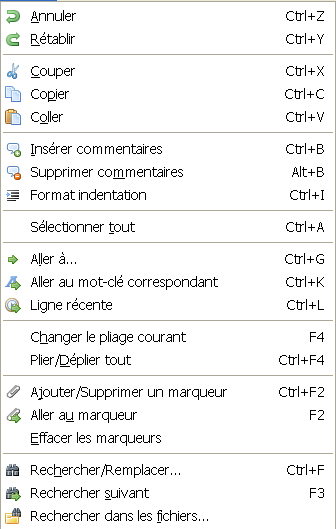 Annuler Ctrl+Z
Rétablir Ctrl+Y
Couper Ctrl+X
Copier Ctrl+C
Coller Ctrl+V
Insérer commentaires Ctrl+B
Supprimer commentaires Alt+B
Format indentation Ctrl+I
Sélectionner tout Ctrl+A
Aller à... Ctrl+G
Aller au mot-clé correspondant Ctrl+K
Ligne récente Ctrl+L
Changer le pliage courant F4
Plier/Déplier tout Ctrl+F4
Ajouter/Supprimer un marqueur Ctrl+F2
Aller au marqueur F2
Effacer les marqueurs
Rechercher/Remplacer... Ctrl+F
Rechercher suivant F3
Rechercher dans les fichiers...